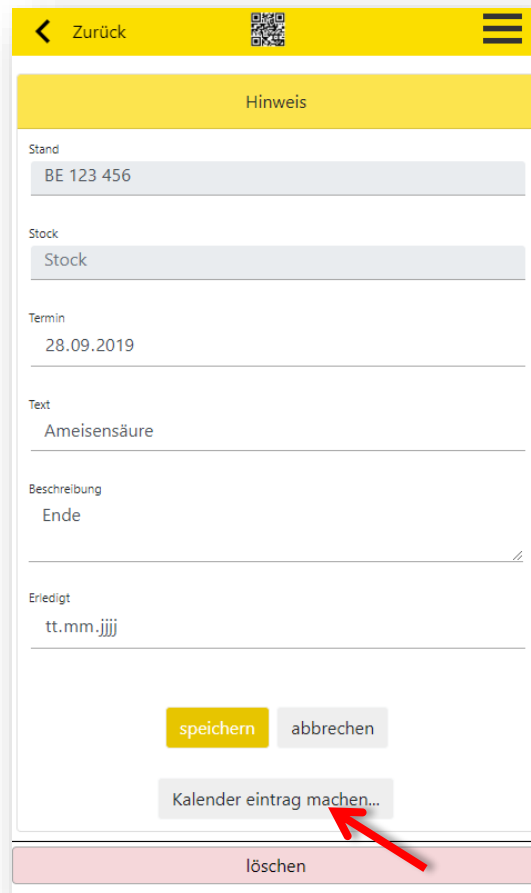 Zurück
Hinweis
Stand
BE 123 456
Stock
Stock
Termin
28.09.2019
Text
Ameisensäure
Beschreibung
Ende
Erledigt
tt.mm.jjjj
speichern abbrechen
Kalender eintrag machen...
löschen